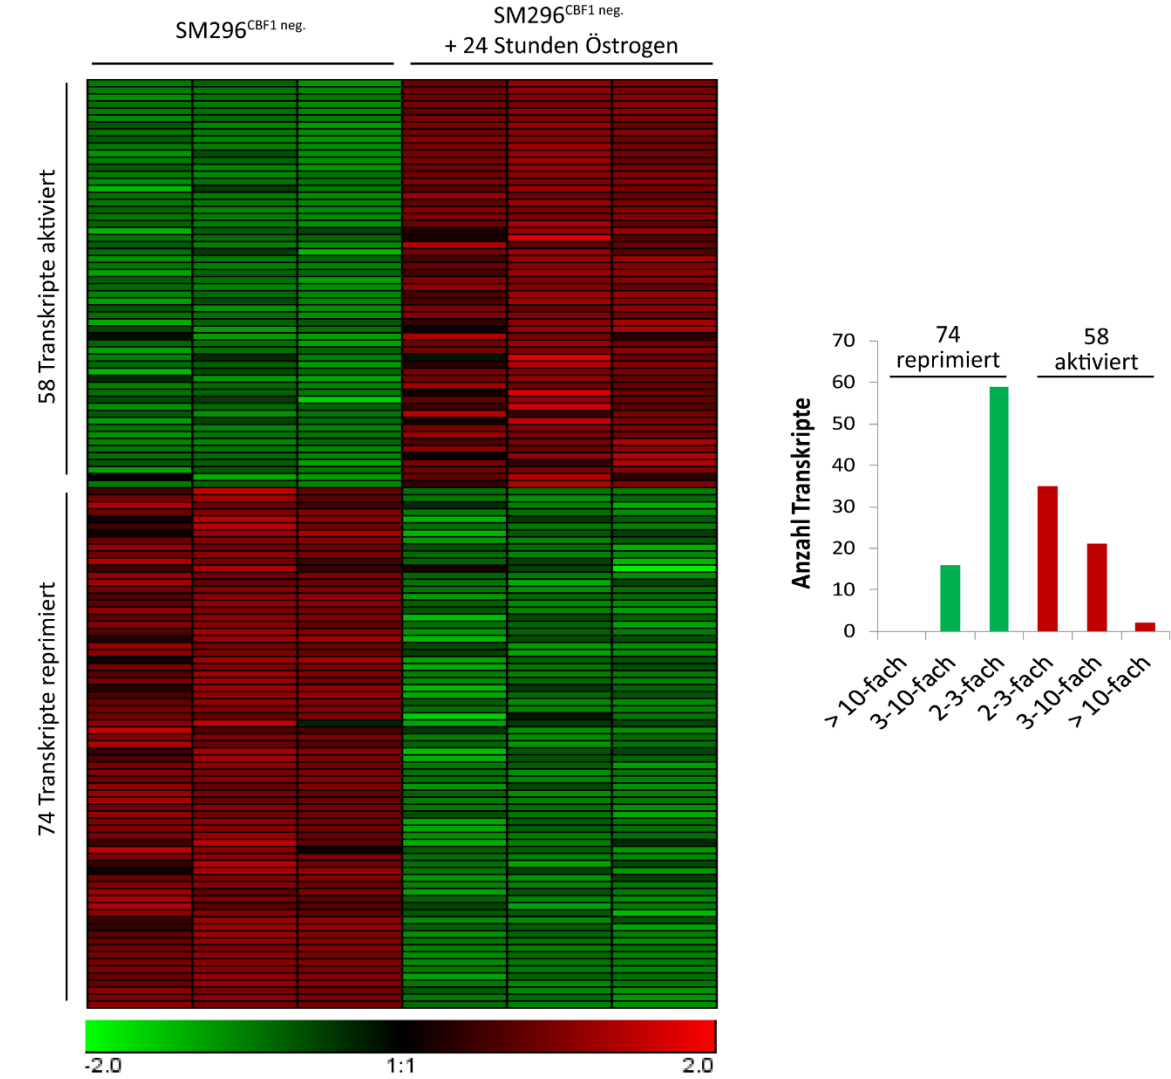 SM296CBF1 neg.
SM296CBF1 neg.
+ 24 Stunden Östrogen
58 Transkripte aktiviert
74 Transkripte reprimiert
-2.0
1:1
2.0
74
reprimiert
58
aktiviert
Anzahl Transkripte
70
60
50
40
30
20
10
0
> 10-fach
3-10-fach
2-3-fach
2-3-fach
3-10-fach
> 10-fach